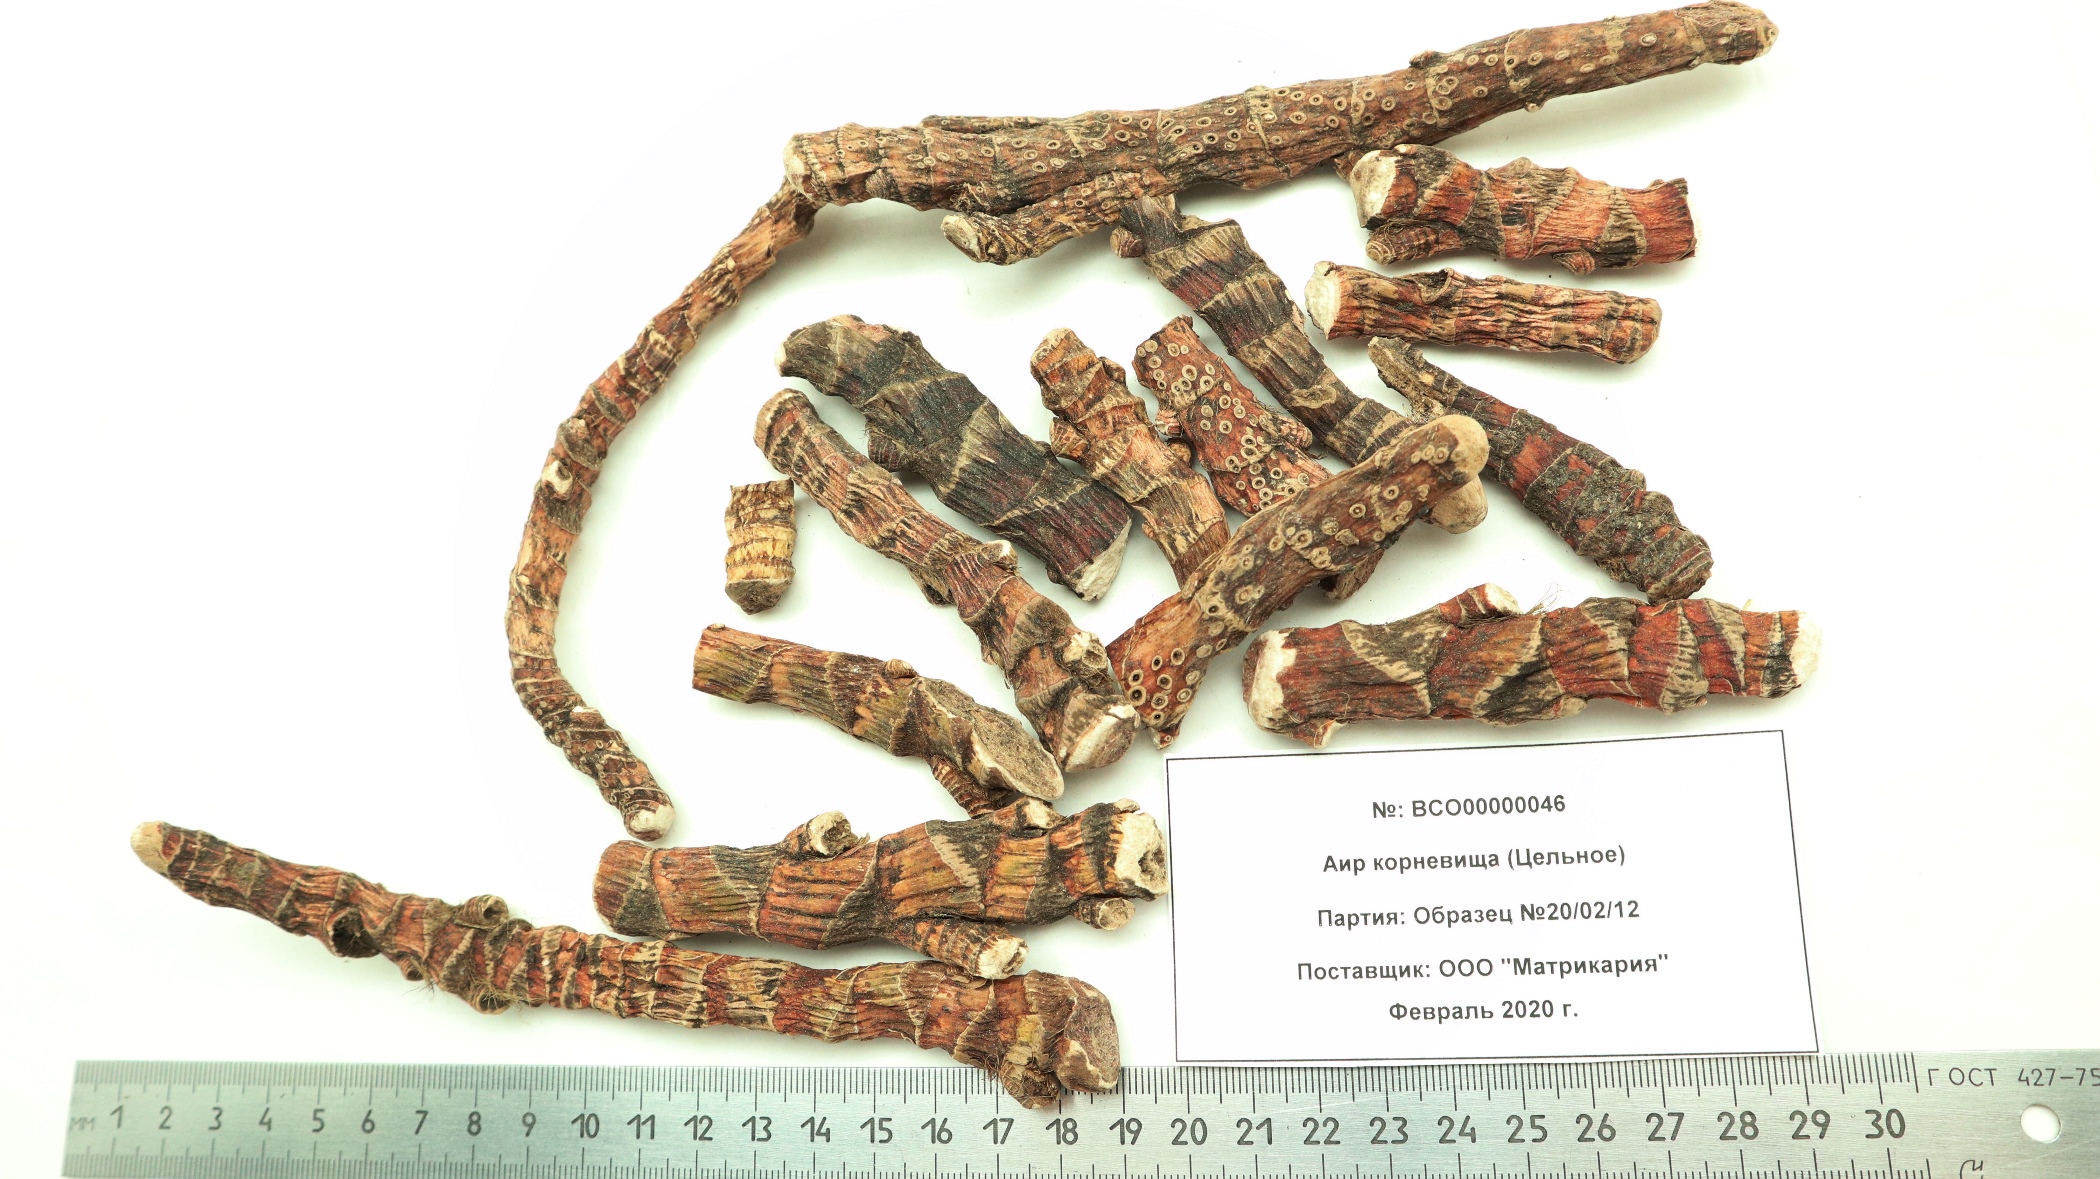 №: ВСО00000046
Аир корневища (Цельное)
Партия: Образец №20/02/12
Поставщик: ООО "Матрикария"
Февраль 2020 г.
ГОСТ 427-75
мм 1 2 3 4 5 6 7 8 9 10 11 12 13 14 15 16 17 18 19 20 21 22 23 24 25 26 27 28 29 30